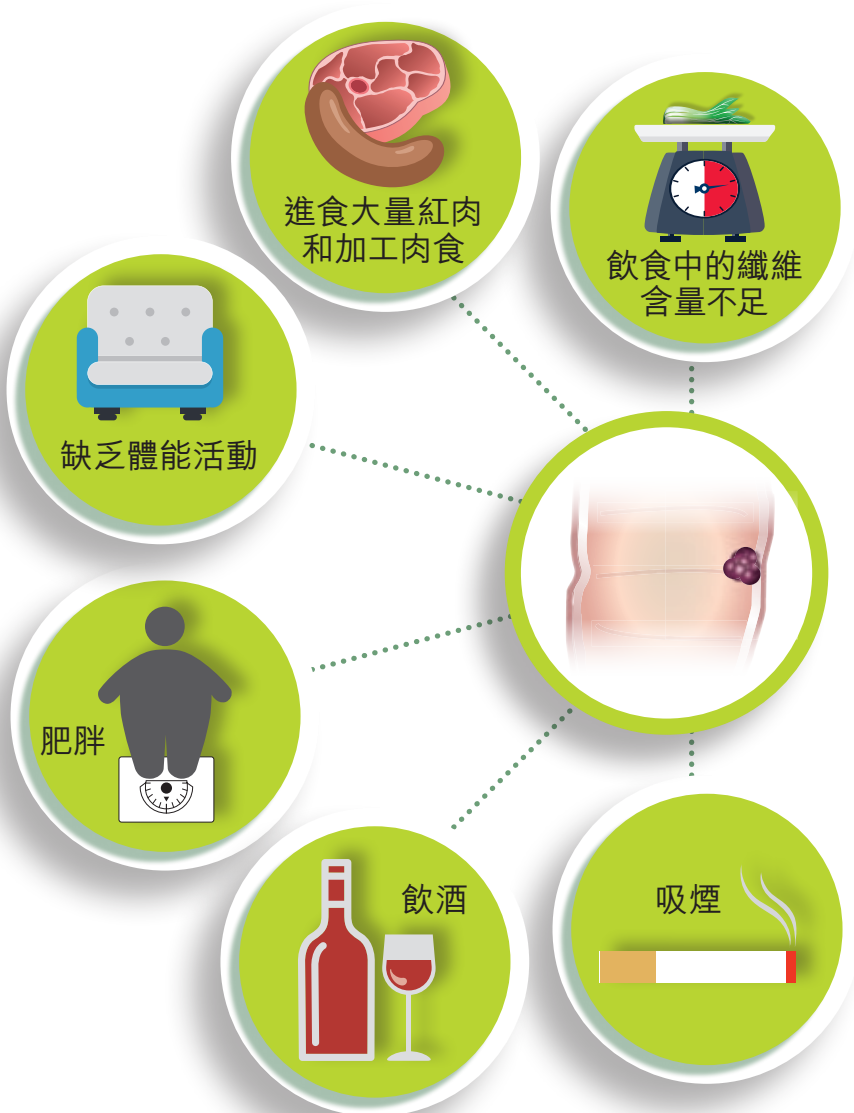 進食大量紅肉
和加工肉食
飲食中的纖維
含量不足
缺乏體能活動
肥胖
飲酒
吸煙